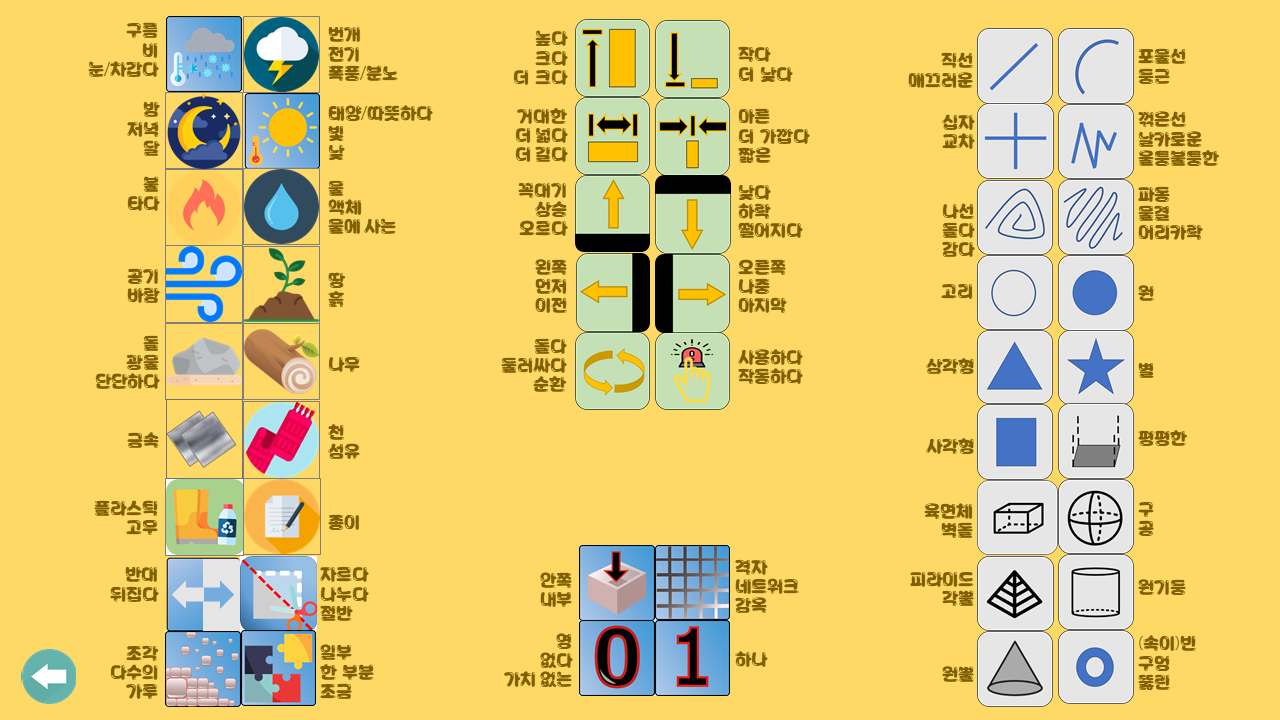 구름
비
눈/차갑다
번개
전기
폭풍/분노
밤
저녁
달
태양/따뜻하다
빛
낮
불
타다
물
액체
물에 사는
공기
바람
땅
흙
돌
광물
단단하다
나무
금속
천
섬유
플라스틱
고무
종이
반대
뒤집다
자르다
나누다
절반
조각
다수의
가루
일부
한 부분
조금
높다
크다
더 크다
작다
더 낮다
거대한
더 넓다
더 길다
마른
더 가깝다
짧은
꼭대기
상승
오르다
낮다
하락
떨어지다
왼쪽
먼저
이전
오른쪽
나중
마지막
돌다
둘러싸다
순환
사용하다
작동하다
안쪽
내부
격자
네트워크
감옥
영
없다
가치 없는
0
1
하나
직선
매끄러운
포물선
둥근
십자
교차
꺾은선
날카로운
울퉁불퉁한
나선
돌다
감다
파동
물결
머리카락
고리
원
삼각형
별
사각형
평평한
육면체
벽돌
구
공
피라미드
각뿔
원기둥
원뿔
(속이)빈
구멍
뚫린